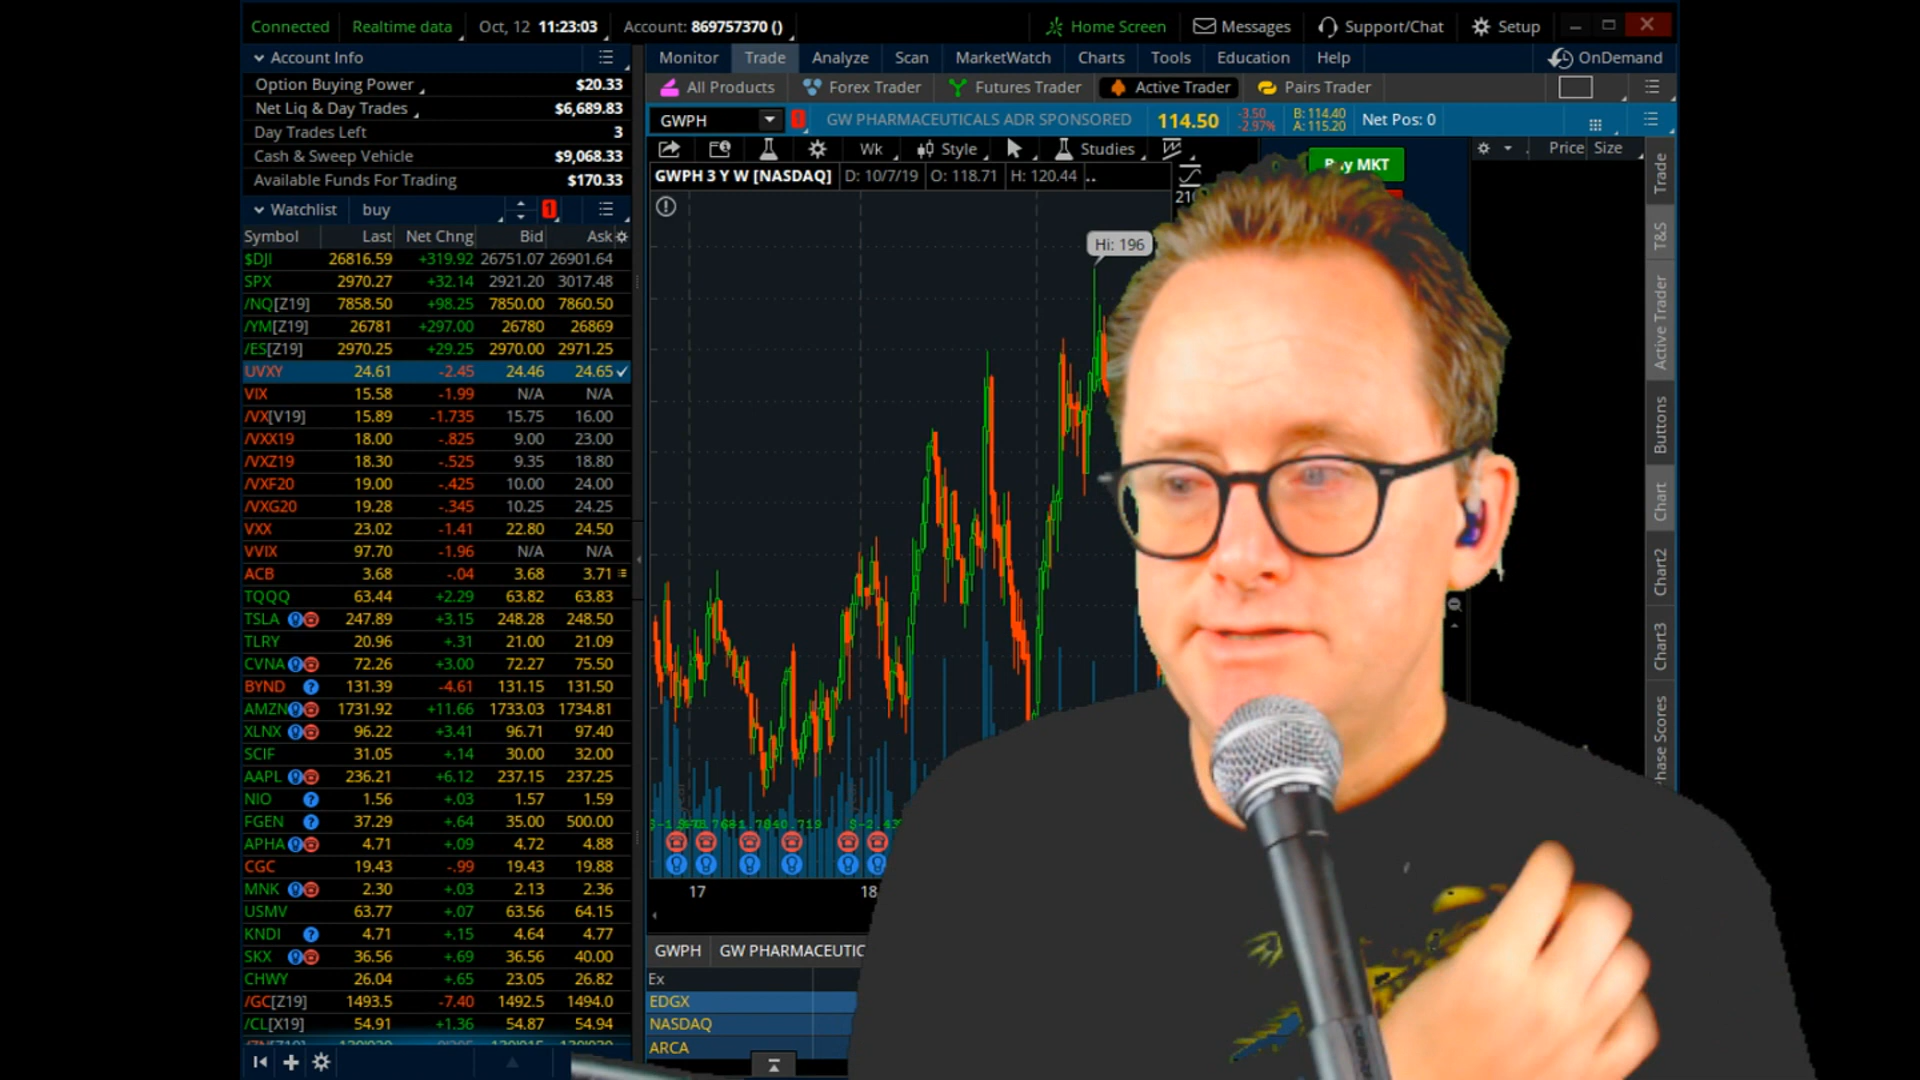 Connected Realtime data Oct, 12 11:23:03 Account: 869757370 () Home Screen Messages Support/Chat Setup
Account Info
Option Buying Power $20.33
Net Liq & Day Trades $6,689.83
Day Trades Left 3
Cash & Sweep Vehicle $9,068.33
Available Funds For Trading $170.33
Watchlist buy 1
Symbol Last Net Chng Bid Ask
$DJI 26816.59 +319.92 26751.07 26901.64
SPX 2970.27 +32.14 2921.20 3017.48
/NQ[Z19] 7858.50 +98.25 7850.00 7860.50
/YM[Z19] 26781 +297.00 26780 26869
/ES[Z19] 2970.25 +29.25 2970.00 2971.25
UVXY 24.61 -2.45 24.46 24.65
VIX 15.58 -1.99 N/A N/A
/VX[V19] 15.89 -1.735 15.75 16.00
/VXX19 18.00 -.825 9.00 23.00
/VXZ19 18.30 -.525 9.35 18.80
/VXF20 19.00 -.425 10.00 24.00
/VXG20 19.28 -.345 10.25 24.25
VXX 23.02 -1.41 22.80 24.50
VVIX 97.70 -1.96 N/A N/A
ACB 3.68 -.04 3.68 3.71
TQQQ 63.44 +2.29 63.82 63.83
TSLA 247.89 +3.15 248.28 248.50
TLRY 20.96 +.31 21.00 21.09
CVNA 72.26 +3.00 72.27 75.50
BYND ? 131.39 -4.61 131.15 131.50
AMZN 1731.92 +11.66 1733.03 1734.81
XLNX 96.22 +3.41 96.71 97.40
SCIF 31.05 +.14 30.00 32.00
AAPL 236.21 +6.12 237.15 237.25
NIO ? 1.56 +.03 1.57 1.59
FGEN ? 37.29 +.64 35.00 500.00
APHA 4.71 +.09 4.72 4.88
CGC 19.43 -.99 19.43 19.88
MNK 2.30 +.03 2.13 2.36
USMV 63.77 +.07 63.56 64.15
KNDI ? 4.71 +.15 4.64 4.77
SKX 36.56 +.69 36.56 40.00
CHWY 26.04 +.65 23.05 26.82
/GC[Z19] 1493.5 -7.40 1492.5 1494.0
/CL[X19] 54.91 +1.36 54.87 54.94
Monitor Trade Analyze Scan MarketWatch Charts Tools Education Help OnDemand
All Products Forex Trader Futures Trader Active Trader Pairs Trader
GWPH 1 GW PHARMACEUTICALS ADR SPONSORED 114.50 -3.50 -2.97% B: 114.40 A: 115.20 Net Pos: 0
Wk Style Studies Price Size
GWPH 3 Y W [NASDAQ] D: 10/7/19 O: 118.71 H: 120.44 ..
MKT
Hi: 196
17 18
GWPH GW PHARMACEUTIC
Ex
EDGX
NASDAQ
ARCA
Trade
T&S
Active Trader
Buttons
Chart
Chart2
Chart3
hase Scores